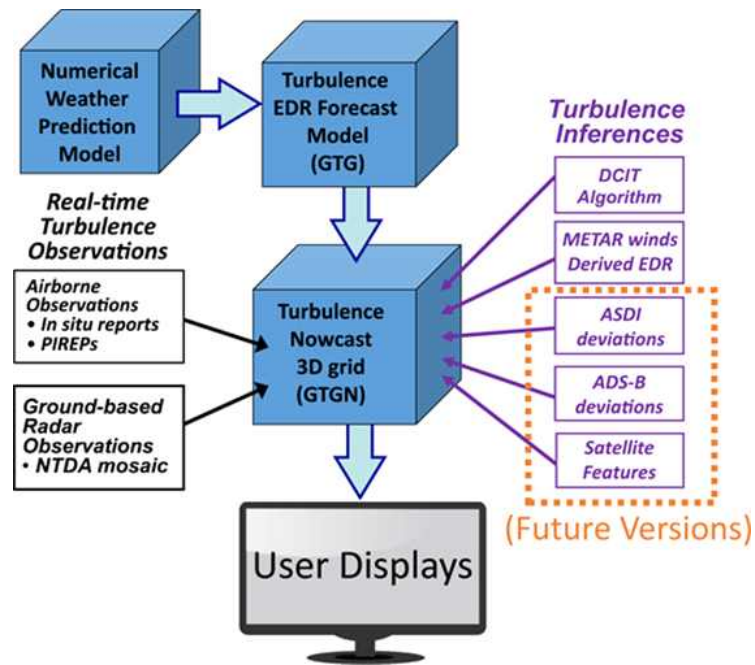 Numerical
Weather
Prediction
Model
Turbulence
EDR Forecast
Model
(GTG)
Turbulence
Inferences
DCIT
Algorithm
METAR winds
Derived EDR
ASDI
deviations
ADS-B
deviations
Satellite
Features
(Future Versions)
Real-time
Turbulence
Observations
Airborne
Observations
• In situ reports
• PIREPs
Ground-based
Radar
Observations
• NTDA mosaic
Turbulence
Nowcast
3D grid
(GTGN)
User Displays